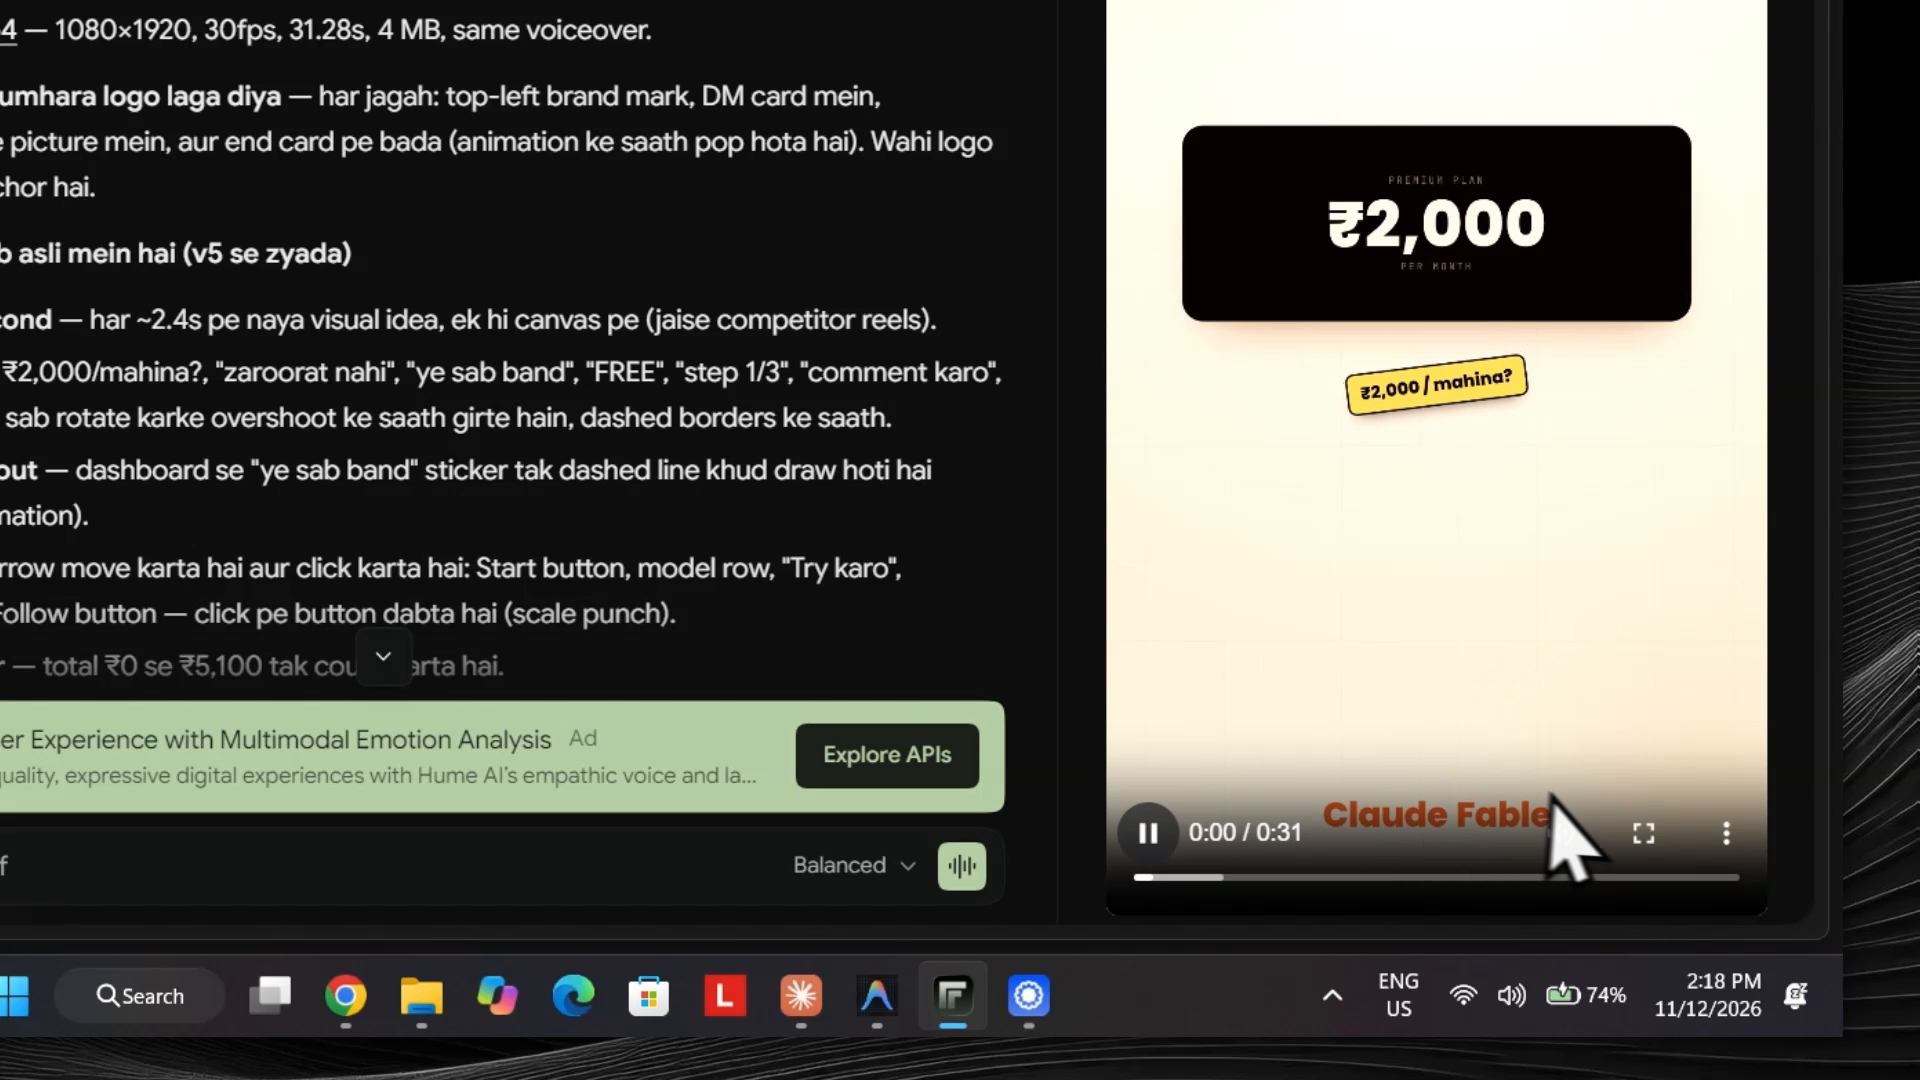 4 — 1080×1920, 30fps, 31.28s, 4 MB, same voiceover.
umhara logo laga diya — har jagah: top-left brand mark, DM card mein,
e picture mein, aur end card pe bada (animation ke saath pop hota hai). Wahi logo
chor hai.
b asli mein hai (v5 se zyada)
cond — har ~2.4s pe naya visual idea, ek hi canvas pe (jaise competitor reels).
₹2,000/mahina?, "zaroorat nahi", "ye sab band", "FREE", "step 1/3", "comment karo",
sab rotate karke overshoot ke saath girte hain, dashed borders ke saath.
out — dashboard se "ye sab band" sticker tak dashed line khud draw hoti hai
mation).
rrow move karta hai aur click karta hai: Start button, model row, "Try karo",
Follow button — click pe button dabta hai (scale punch).
r — total ₹0 se ₹5,100 tak cou arta hai.
er Experience with Multimodal Emotion Analysis Ad
quality, expressive digital experiences with Hume AI's empathic voice and la...
Explore APIs
f
Balanced
PREMIUM PLAN
₹2,000
PER MONTH
₹2,000 / mahina?
Claude Fable
0:00 / 0:31
Search
L
ENG
US
74%
2:18 PM
11/12/2026